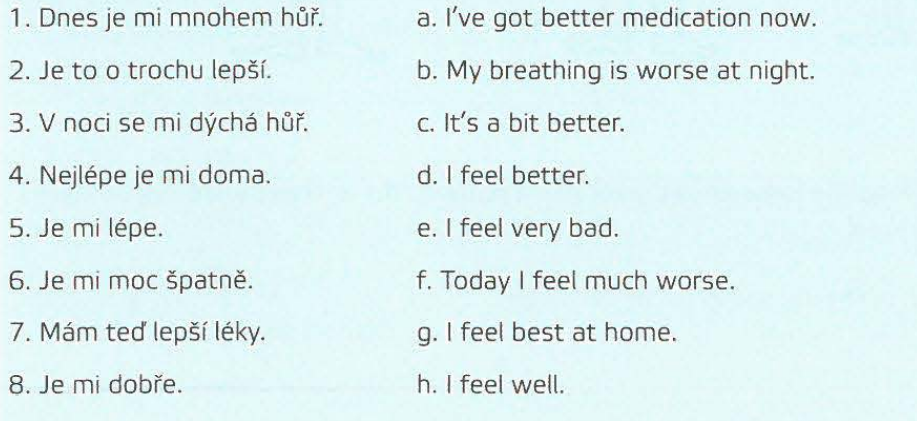 1. Dnes je mi mnohem hůř. a. I've got better medication now.
2. Je to o trochu lepší. b. My breathing is worse at night.
3. V noci se mi dýchá hůř. c. It's a bit better.
4. Nejlépe je mi doma. d. I feel better.
5. Je mi lépe. e. I feel very bad.
6. Je mi moc špatně. f. Today I feel much worse.
7. Mám teď lepší léky. g. I feel best at home.
8. Je mi dobře. h. I feel well.